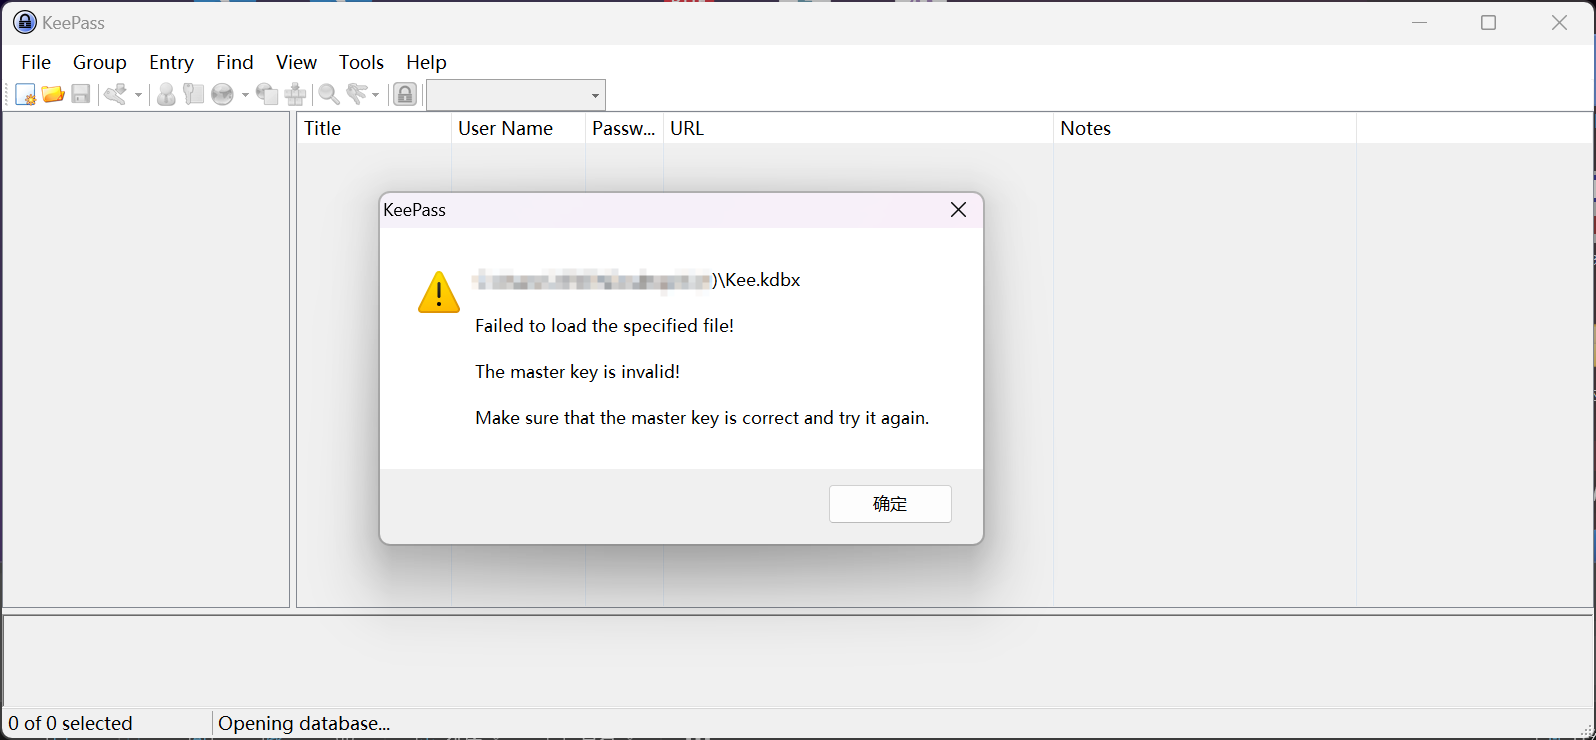 KeePass
File Group Entry Find View Tools Help
Title User Name Passw... URL Notes
KeePass
)\Kee.kdbx
Failed to load the specified file!
The master key is invalid!
Make sure that the master key is correct and try it again.
确定
0 of 0 selected Opening database...